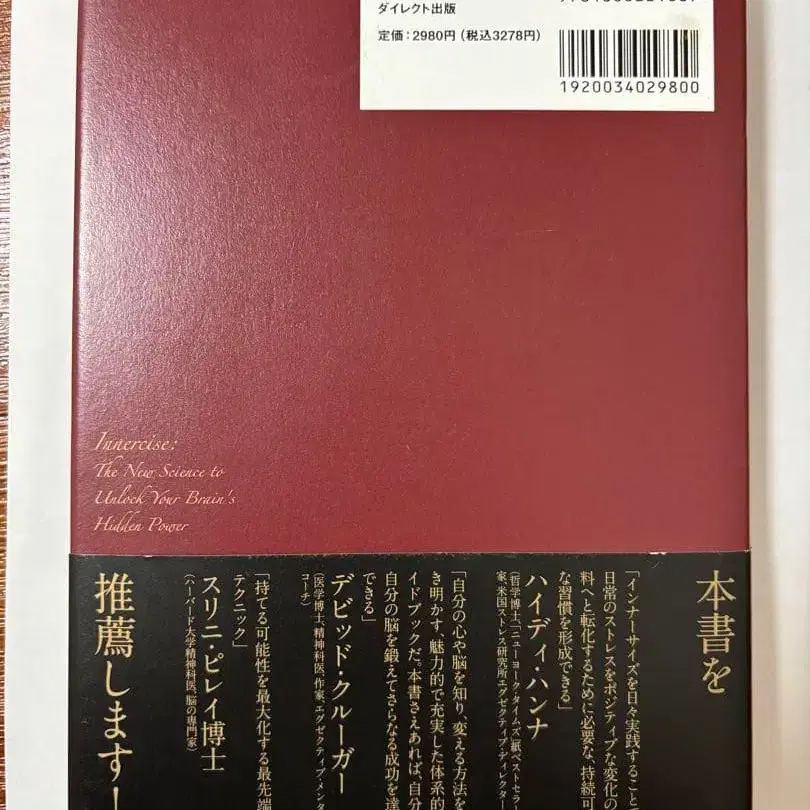 ダイレクト出版
定価：2980円（税込3278円）
1920034029800
Innercise:
The New Science to
Unlock Your Brain's
Hidden Power
本書を
「インナーサイズを日々実践すること
日常のストレスをポジティブな変化の
料へと転化するために必要な、持続可
な習慣を形成できる」
ハイディ・ハンナ
（哲学博士、『ニューヨーク・タイムズ』紙ベストセラー
家、米国ストレス研究所エグゼクティブ・ディレクター
「自分の心や脳を知り、変える方法を
き明かす、魅力的で充実した体系的
イドブックだ。本書さえあれば、自分
自分の脳を鍛えてさらなる成功を達
できる」
デビッド・クルーガー
（医学博士、精神科医、作家、エグゼクティブ・メンタ
コーチ）
「持てる可能性を最大化する最先端
テクニック」
スリニ・ピレイ博士
（ハーバード大学精神科医、脳の専門家）
推薦します！